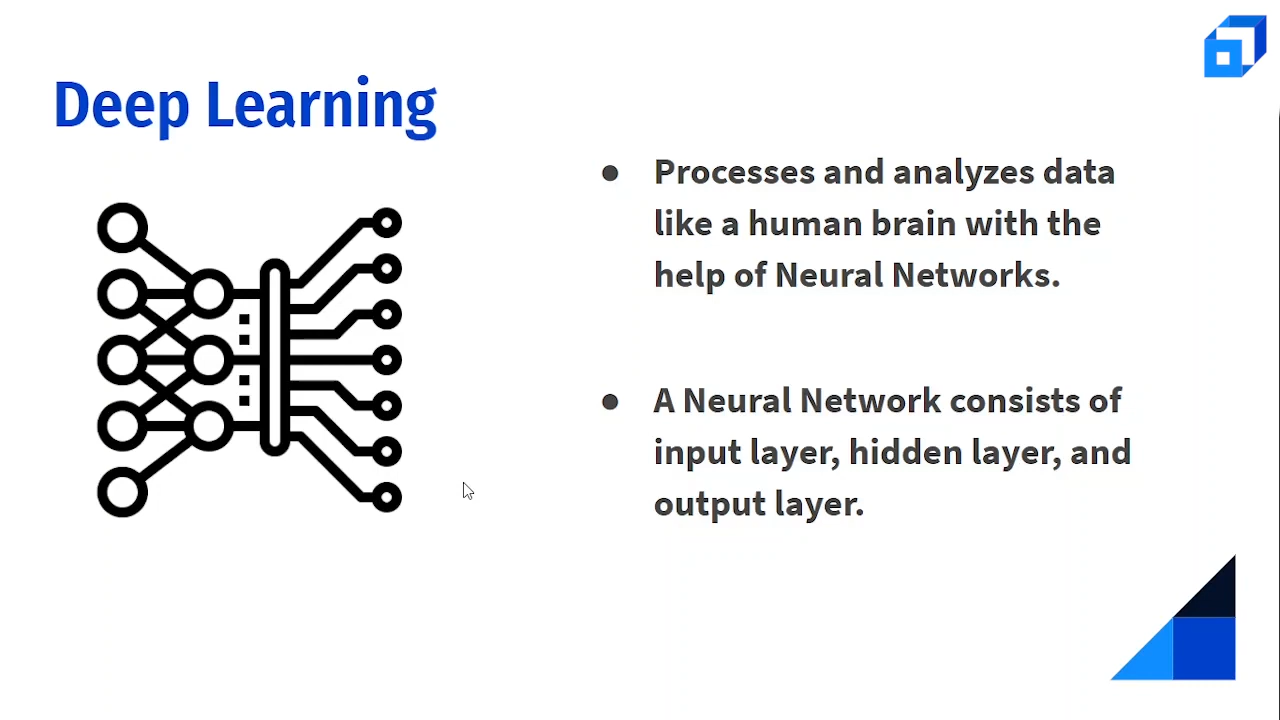 Deep Learning
● Processes and analyzes data
like a human brain with the
help of Neural Networks.
● A Neural Network consists of
input layer, hidden layer, and
output layer.